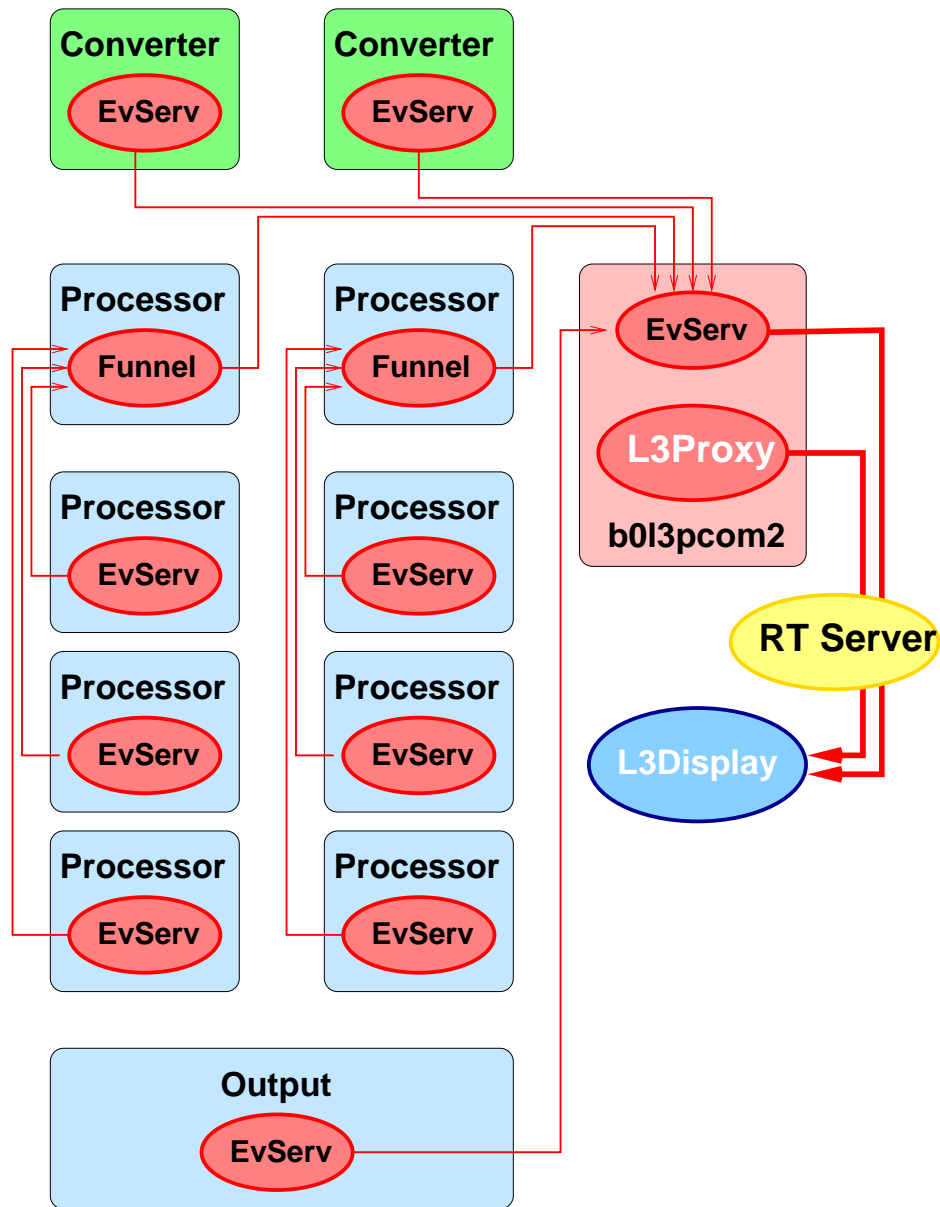 Converter
EvServ
Converter
EvServ
Processor
Funnel
Processor
Funnel
EvServ
L3Proxy
b0l3pcom2
Processor
EvServ
Processor
EvServ
RT Server
Processor
EvServ
Processor
EvServ
L3Display
Processor
EvServ
Processor
EvServ
Output
EvServ